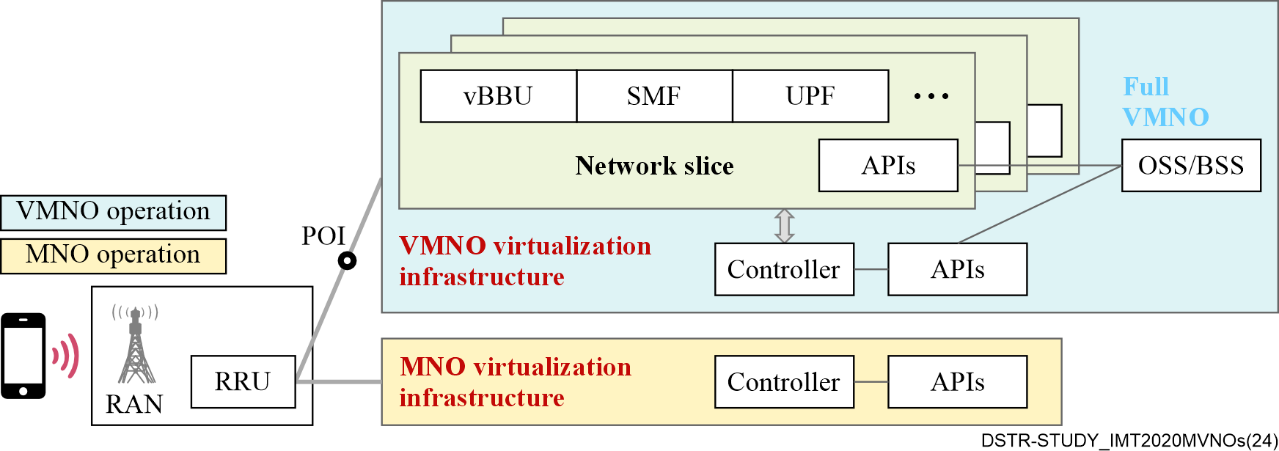 vBBU
SMF
UPF
...
Full
VMNO
Network slice
APIs
OSS/BSS
VMNO operation
MNO operation
POI
VMNO virtualization
infrastructure
Controller
APIs
RAN
RRU
MNO virtualization
infrastructure
Controller
APIs
DSTR-STUDY_IMT2020MVNOs(24)